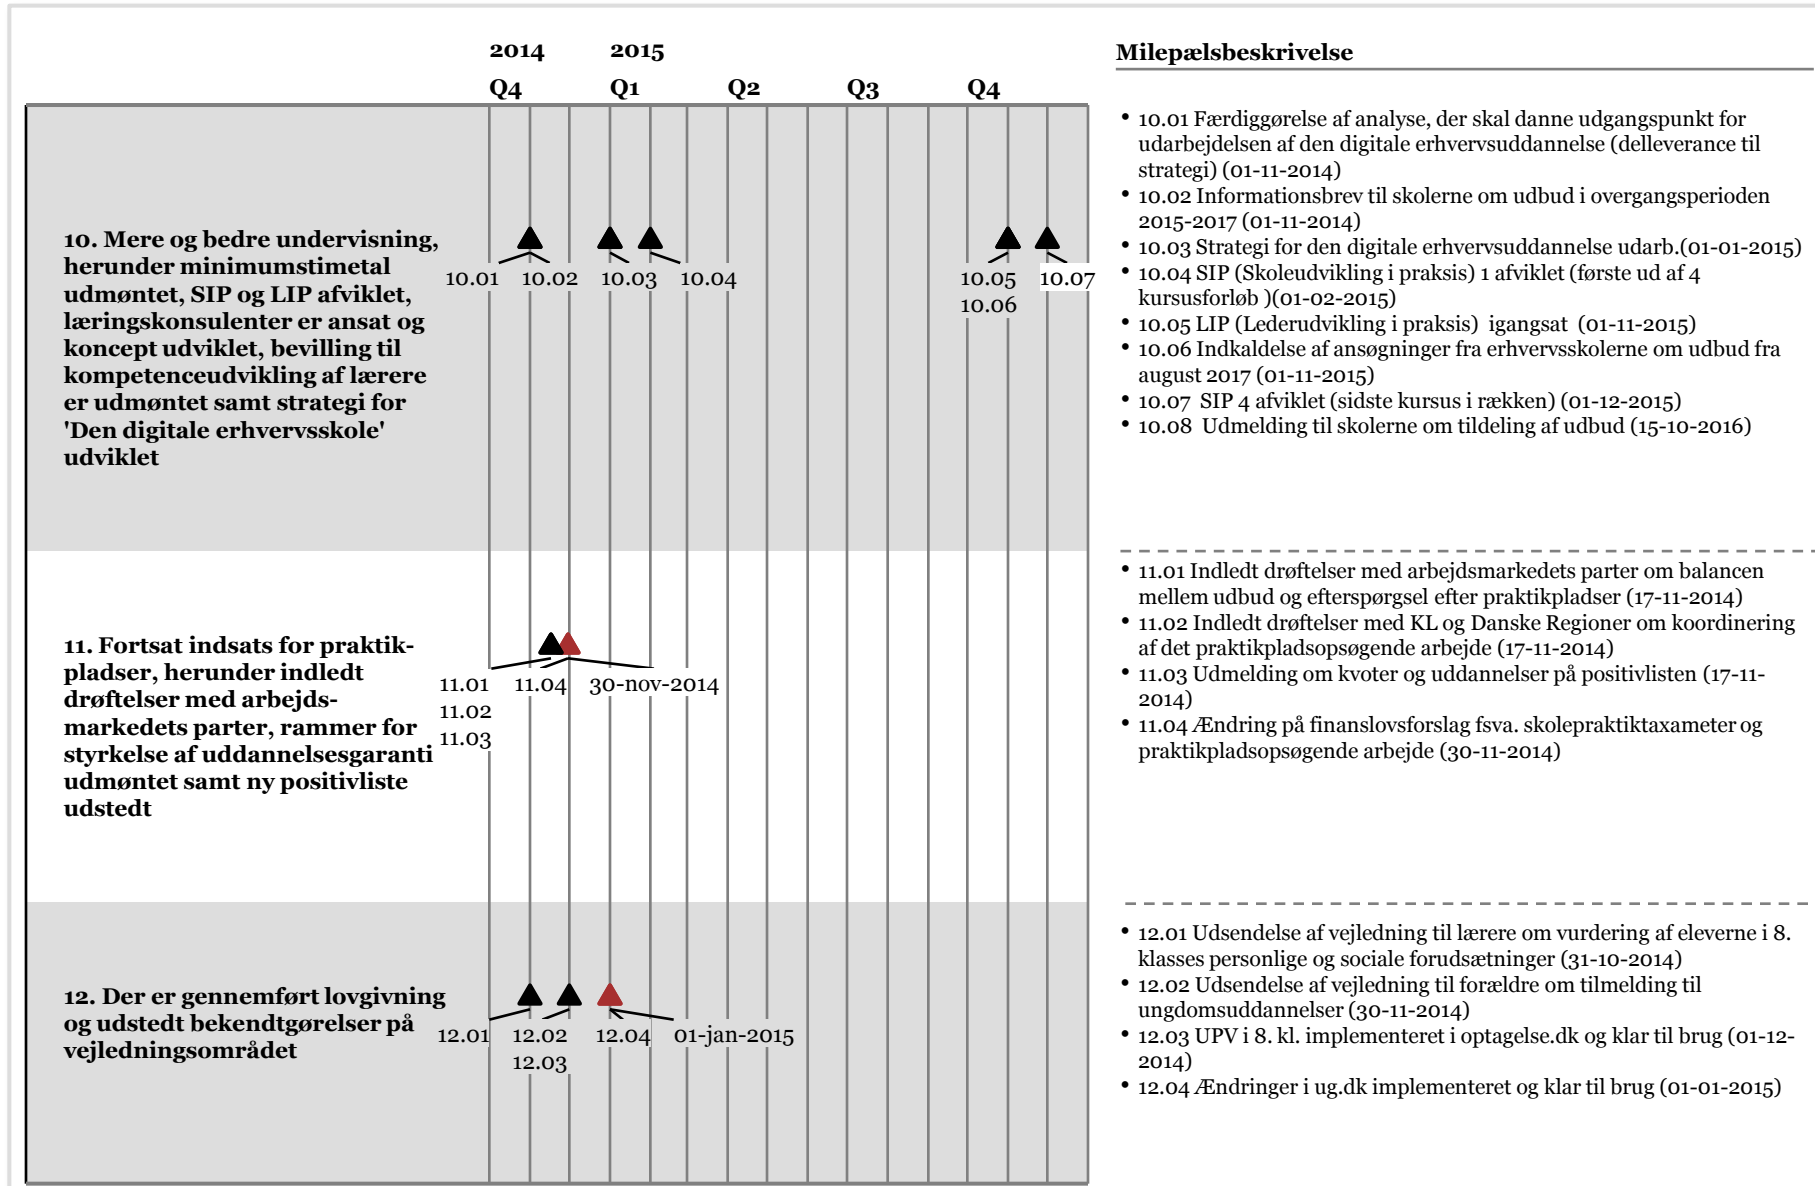 2014 2015
Q4 Q1 Q2 Q3 Q4
Milepælsbeskrivelse
10. Mere og bedre undervisning,
herunder minimumstimetal
udmøntet, SIP og LIP afviklet,
læringskonsulenter er ansat og
koncept udviklet, bevilling til
kompetenceudvikling af lærere
er udmøntet samt strategi for
'Den digitale erhvervsskole'
udviklet
10.01 10.02 10.03 10.04 10.05 10.07
10.06
• 10.01 Færdiggørelse af analyse, der skal danne udgangspunkt for
udarbejdelsen af den digitale erhvervsuddannelse (delleverance til
strategi) (01-11-2014)
• 10.02 Informationsbrev til skolerne om udbud i overgangsperioden
2015-2017 (01-11-2014)
• 10.03 Strategi for den digitale erhvervsuddannelse udarb.(01-01-2015)
• 10.04 SIP (Skoleudvikling i praksis) 1 afviklet (første ud af 4
kursusforløb )(01-02-2015)
• 10.05 LIP (Lederudvikling i praksis) igangsat (01-11-2015)
• 10.06 Indkaldelse af ansøgninger fra erhvervsskolerne om udbud fra
august 2017 (01-11-2015)
• 10.07 SIP 4 afviklet (sidste kursus i rækken) (01-12-2015)
• 10.08 Udmelding til skolerne om tildeling af udbud (15-10-2016)
11. Fortsat indsats for praktik-
pladser, herunder indledt
drøftelser med arbejds-
markedets parter, rammer for
styrkelse af uddannelsesgaranti
udmøntet samt ny positivliste
udstedt
11.01 11.04 30-nov-2014
11.02
11.03
• 11.01 Indledt drøftelser med arbejdsmarkedets parter om balancen
mellem udbud og efterspørgsel efter praktikpladser (17-11-2014)
• 11.02 Indledt drøftelser med KL og Danske Regioner om koordinering
af det praktikpladsopsøgende arbejde (17-11-2014)
• 11.03 Udmelding om kvoter og uddannelser på positivlisten (17-11-
2014)
• 11.04 Ændring på finanslovsforslag fsva. skolepraktiktaxameter og
praktikpladsopsøgende arbejde (30-11-2014)
12. Der er gennemført lovgivning
og udstedt bekendtgørelser på
vejledningsområdet
12.01 12.02 12.04 01-jan-2015
12.03
• 12.01 Udsendelse af vejledning til lærere om vurdering af eleverne i 8.
klasses personlige og sociale forudsætninger (31-10-2014)
• 12.02 Udsendelse af vejledning til forældre om tilmelding til
ungdomsuddannelser (30-11-2014)
• 12.03 UPV i 8. kl. implementeret i optagelse.dk og klar til brug (01-12-
2014)
• 12.04 Ændringer i ug.dk implementeret og klar til brug (01-01-2015)